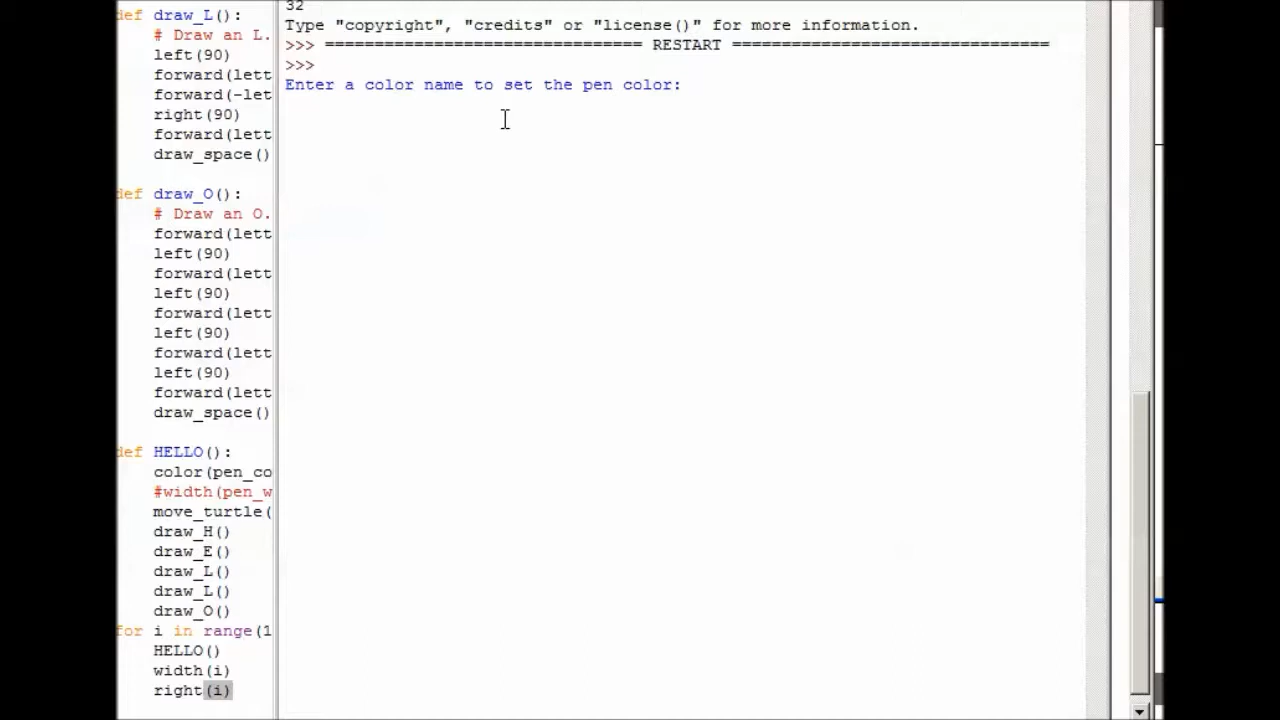 def draw_L():
# Draw an L.
left(90)
forward(lett
forward(-let
right(90)
forward(lett
draw_space()
def draw_O():
# Draw an O.
forward(lett
left(90)
forward(lett
left(90)
forward(lett
left(90)
forward(lett
left(90)
forward(lett
draw_space()
def HELLO():
color(pen_co
#width(pen_w
move_turtle(
draw_H()
draw_E()
draw_L()
draw_L()
draw_O()
for i in range(1
HELLO()
width(i)
right(i)
32
Type "copyright", "credits" or "license()" for more information.
>>> ================================ RESTART ================================
>>>
Enter a color name to set the pen color: